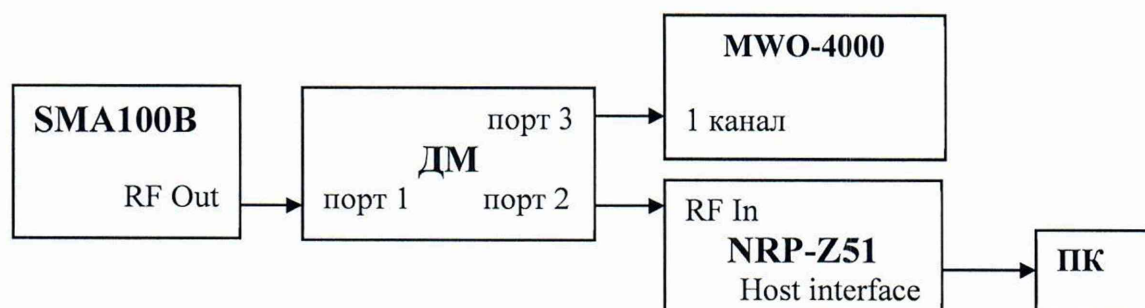 SMA100B
RF Out
порт 3
ДМ
порт 1 порт 2
MWO-4000
1 канал
RF In
NRP-Z51
Host interface
ПК